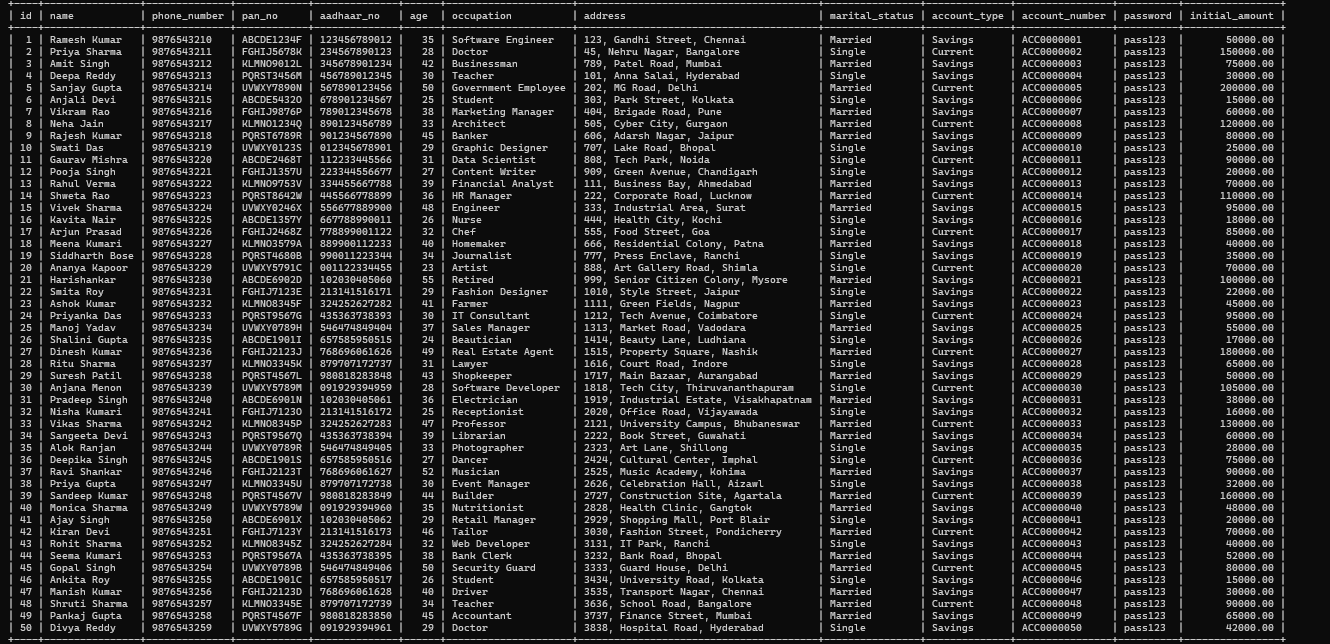 | id | name | phone_number | pan_no | aadhaar_no | age | occupation | address | marital_status | account_type | account_number | password | initial_amount |
| 1 | Ramesh Kumar | 9876543210 | ABCDE1234F | 123456789012 | 35 | Software Engineer | 123, Gandhi Street, Chennai | Married | Savings | ACC0000001 | pass123 | 50000.00 |
| 2 | Priya Sharma | 9876543211 | FGHIJ5678K | 234567890123 | 28 | Doctor | 45, Nehru Nagar, Bangalore | Single | Current | ACC0000002 | pass123 | 150000.00 |
| 3 | Amit Singh | 9876543212 | KLMNO9012L | 345678901234 | 42 | Businessman | 789, Patel Road, Mumbai | Married | Savings | ACC0000003 | pass123 | 75000.00 |
| 4 | Deepa Reddy | 9876543213 | PQRST3456M | 456789012345 | 30 | Teacher | 101, Anna Salai, Hyderabad | Single | Savings | ACC0000004 | pass123 | 30000.00 |
| 5 | Sanjay Gupta | 9876543214 | UVWXY7890N | 567890123456 | 50 | Government Employee | 202, MG Road, Delhi | Married | Current | ACC0000005 | pass123 | 200000.00 |
| 6 | Anjali Devi | 9876543215 | ABCDE5432O | 678901234567 | 25 | Student | 303, Park Street, Kolkata | Single | Savings | ACC0000006 | pass123 | 15000.00 |
| 7 | Vikram Rao | 9876543216 | FGHIJ9876P | 789012345678 | 38 | Marketing Manager | 404, Brigade Road, Pune | Married | Savings | ACC0000007 | pass123 | 60000.00 |
| 8 | Neha Jain | 9876543217 | KLMNO1234Q | 890123456789 | 33 | Architect | 505, Cyber City, Gurgaon | Married | Current | ACC0000008 | pass123 | 120000.00 |
| 9 | Rajesh Kumar | 9876543218 | PQRST6789R | 901234567890 | 45 | Banker | 606, Adarsh Nagar, Jaipur | Married | Savings | ACC0000009 | pass123 | 80000.00 |
| 10 | Swati Das | 9876543219 | UVWXY0123S | 012345678901 | 29 | Graphic Designer | 707, Lake Road, Bhopal | Single | Savings | ACC0000010 | pass123 | 25000.00 |
| 11 | Gaurav Mishra | 9876543220 | ABCDE2468T | 112233445566 | 31 | Data Scientist | 808, Tech Park, Noida | Single | Current | ACC0000011 | pass123 | 90000.00 |
| 12 | Pooja Singh | 9876543221 | FGHIJ1357U | 223344556677 | 27 | Content Writer | 909, Green Avenue, Chandigarh | Single | Savings | ACC0000012 | pass123 | 20000.00 |
| 13 | Rahul Verma | 9876543222 | KLMNO9753V | 334455667788 | 39 | Financial Analyst | 111, Business Bay, Ahmedabad | Married | Savings | ACC0000013 | pass123 | 70000.00 |
| 14 | Shweta Rao | 9876543223 | PQRST8642W | 445566778899 | 36 | HR Manager | 222, Corporate Road, Lucknow | Married | Current | ACC0000014 | pass123 | 110000.00 |
| 15 | Vivek Sharma | 9876543224 | UVWXY0246X | 556677889900 | 48 | Engineer | 333, Industrial Area, Surat | Married | Savings | ACC0000015 | pass123 | 95000.00 |
| 16 | Kavita Nair | 9876543225 | ABCDE1357Y | 667788990011 | 26 | Nurse | 444, Health City, Kochi | Single | Savings | ACC0000016 | pass123 | 18000.00 |
| 17 | Arjun Prasad | 9876543226 | FGHIJ2468Z | 778899001122 | 32 | Chef | 555, Food Street, Goa | Single | Current | ACC0000017 | pass123 | 85000.00 |
| 18 | Meena Kumari | 9876543227 | KLMNO3579A | 889900112233 | 40 | Homemaker | 666, Residential Colony, Patna | Married | Savings | ACC0000018 | pass123 | 40000.00 |
| 19 | Siddharth Bose | 9876543228 | PQRST4680B | 990011223344 | 34 | Journalist | 777, Press Enclave, Ranchi | Single | Savings | ACC0000019 | pass123 | 35000.00 |
| 20 | Ananya Kapoor | 9876543229 | UVWXY5791C | 001122334455 | 23 | Artist | 888, Art Gallery Road, Shimla | Single | Current | ACC0000020 | pass123 | 70000.00 |
| 21 | Harishankar | 9876543230 | ABCDE6902D | 102030405060 | 55 | Retired | 999, Senior Citizen Colony, Mysore | Married | Savings | ACC0000021 | pass123 | 100000.00 |
| 22 | Smita Roy | 9876543231 | FGHIJ7123E | 213141516171 | 29 | Fashion Designer | 1010, Style Street, Jaipur | Single | Savings | ACC0000022 | pass123 | 22000.00 |
| 23 | Ashok Kumar | 9876543232 | KLMNO8345F | 324252627282 | 41 | Farmer | 1111, Green Fields, Nagpur | Married | Savings | ACC0000023 | pass123 | 45000.00 |
| 24 | Priyanka Das | 9876543233 | PQRST9567G | 435363738393 | 30 | IT Consultant | 1212, Tech Avenue, Coimbatore | Single | Current | ACC0000024 | pass123 | 95000.00 |
| 25 | Manoj Yadav | 9876543234 | UVWXY0789H | 546474849404 | 37 | Sales Manager | 1313, Market Road, Vadodara | Married | Savings | ACC0000025 | pass123 | 55000.00 |
| 26 | Shalini Gupta | 9876543235 | ABCDE1901I | 657585950515 | 24 | Beautician | 1414, Beauty Lane, Ludhiana | Single | Savings | ACC0000026 | pass123 | 17000.00 |
| 27 | Dinesh Kumar | 9876543236 | FGHIJ2123J | 768696061626 | 49 | Real Estate Agent | 1515, Property Square, Nashik | Married | Current | ACC0000027 | pass123 | 180000.00 |
| 28 | Ritu Sharma | 9876543237 | KLMNO3345K | 879707172737 | 31 | Lawyer | 1616, Court Road, Indore | Single | Savings | ACC0000028 | pass123 | 65000.00 |
| 29 | Suresh Patil | 9876543238 | PQRST4567L | 980818283848 | 43 | Shopkeeper | 1717, Main Bazaar, Aurangabad | Married | Savings | ACC0000029 | pass123 | 50000.00 |
| 30 | Anjana Menon | 9876543239 | UVWXY5789M | 091929394959 | 28 | Software Developer | 1818, Tech City, Thiruvananthapuram | Single | Current | ACC0000030 | pass123 | 105000.00 |
| 31 | Pradeep Singh | 9876543240 | ABCDE6901N | 102030405061 | 36 | Electrician | 1919, Industrial Estate, Visakhapatnam | Married | Savings | ACC0000031 | pass123 | 38000.00 |
| 32 | Nisha Kumari | 9876543241 | FGHIJ7123O | 213141516172 | 25 | Receptionist | 2020, Office Road, Vijayawada | Single | Savings | ACC0000032 | pass123 | 16000.00 |
| 33 | Vikas Sharma | 9876543242 | KLMNO8345P | 324252627283 | 47 | Professor | 2121, University Campus, Bhubaneswar | Married | Current | ACC0000033 | pass123 | 130000.00 |
| 34 | Sangeeta Devi | 9876543243 | PQRST9567Q | 435363738394 | 39 | Librarian | 2222, Book Street, Guwahati | Married | Savings | ACC0000034 | pass123 | 60000.00 |
| 35 | Alok Ranjan | 9876543244 | UVWXY0789R | 546474849405 | 33 | Photographer | 2323, Art Lane, Shillong | Single | Savings | ACC0000035 | pass123 | 28000.00 |
| 36 | Deepika Singh | 9876543245 | ABCDE1901S | 657585950516 | 27 | Dancer | 2424, Cultural Center, Imphal | Single | Current | ACC0000036 | pass123 | 75000.00 |
| 37 | Ravi Shankar | 9876543246 | FGHIJ2123T | 768696061627 | 52 | Musician | 2525, Music Academy, Kohima | Married | Savings | ACC0000037 | pass123 | 90000.00 |
| 38 | Priya Gupta | 9876543247 | KLMNO3345U | 879707172738 | 30 | Event Manager | 2626, Celebration Hall, Aizawl | Single | Savings | ACC0000038 | pass123 | 32000.00 |
| 39 | Sandeep Kumar | 9876543248 | PQRST4567V | 980818283849 | 44 | Builder | 2727, Construction Site, Agartala | Married | Current | ACC0000039 | pass123 | 160000.00 |
| 40 | Monica Sharma | 9876543249 | UVWXY5789W | 091929394960 | 35 | Nutritionist | 2828, Health Clinic, Gangtok | Married | Savings | ACC0000040 | pass123 | 48000.00 |
| 41 | Ajay Singh | 9876543250 | ABCDE6901X | 102030405062 | 29 | Retail Manager | 2929, Shopping Mall, Port Blair | Single | Savings | ACC0000041 | pass123 | 20000.00 |
| 42 | Kiran Devi | 9876543251 | FGHIJ7123Y | 213141516173 | 46 | Tailor | 3030, Fashion Street, Pondicherry | Married | Current | ACC0000042 | pass123 | 70000.00 |
| 43 | Rohit Sharma | 9876543252 | KLMNO8345Z | 324252627284 | 32 | Web Developer | 3131, IT Park, Ranchi | Single | Savings | ACC0000043 | pass123 | 40000.00 |
| 44 | Seema Kumari | 9876543253 | PQRST9567A | 435363738395 | 38 | Bank Clerk | 3232, Bank Road, Bhopal | Married | Savings | ACC0000044 | pass123 | 52000.00 |
| 45 | Gopal Singh | 9876543254 | UVWXY0789B | 546474849406 | 50 | Security Guard | 3333, Guard House, Delhi | Married | Current | ACC0000045 | pass123 | 80000.00 |
| 46 | Ankita Roy | 9876543255 | ABCDE1901C | 657585950517 | 26 | Student | 3434, University Road, Kolkata | Single | Savings | ACC0000046 | pass123 | 15000.00 |
| 47 | Manish Kumar | 9876543256 | FGHIJ2123D | 768696061628 | 40 | Driver | 3535, Transport Nagar, Chennai | Married | Savings | ACC0000047 | pass123 | 30000.00 |
| 48 | Shruti Sharma | 9876543257 | KLMNO3345E | 879707172739 | 34 | Teacher | 3636, School Road, Bangalore | Married | Current | ACC0000048 | pass123 | 90000.00 |
| 49 | Pankaj Gupta | 9876543258 | PQRST4567F | 980818283850 | 45 | Accountant | 3737, Finance Street, Mumbai | Married | Savings | ACC0000049 | pass123 | 65000.00 |
| 50 | Divya Reddy | 9876543259 | UVWXY5789G | 091929394961 | 29 | Doctor | 3838, Hospital Road, Hyderabad | Single | Savings | ACC0000050 | pass123 | 42000.00 |